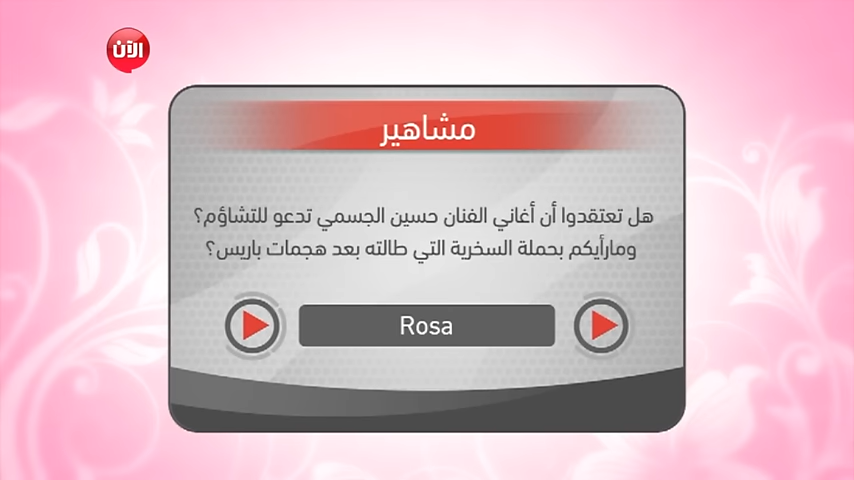 الآن
مشاهير
هل تعتقدوا أن أغاني الفنان حسين الجسمي تدعو للتشاؤم؟
ومارأيكم بحملة السخرية التي طالته بعد هجمات باريس؟
Rosa